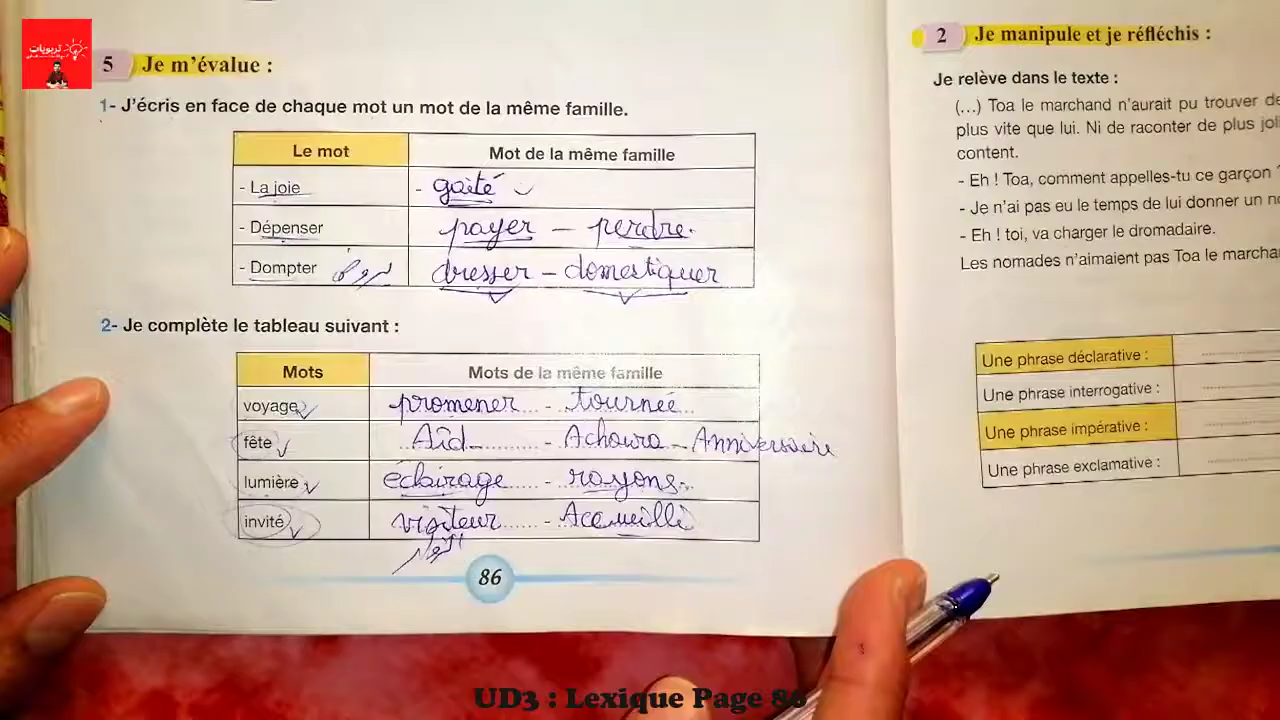 تربويات
5 Je m'évalue :
1- J'écris en face de chaque mot un mot de la même famille.
Le mot Mot de la même famille
- La joie - gaité
- Dépenser payer - perdre.
- Dompter يروض dresser - domestiquer
2- Je complète le tableau suivant :
Mots Mots de la même famille
voyage promener - tournée
fête Aïd - Achoura - Anniversaire
lumière éclairage - rayons
invité visiteur - Accueilli
86
2 Je manipule et je réfléchis :
Je relève dans le texte :
(...) Toa le marchand n'aurait pu trouver
plus vite que lui. Ni de raconter de plus
content.
- Eh ! Toa, comment appelles-tu ce garçon ?
- Je n'ai pas eu le temps de lui donner un
- Eh ! toi, va charger le dromadaire.
Les nomades n'aimaient pas Toa le
Une phrase déclarative :
Une phrase interrogative :
Une phrase impérative :
Une phrase exclamative :
UD3 : Lexique Page 86